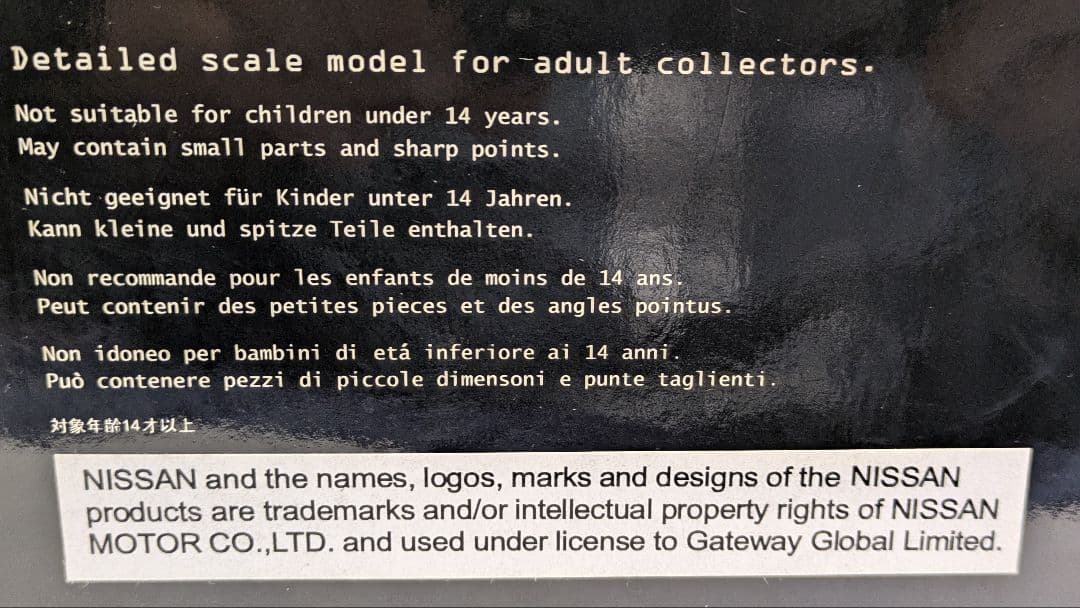 Detailed scale model for adult collectors.
Not suitable for children under 14 years.
May contain small parts and sharp points.
Nicht geeignet für Kinder unter 14 Jahren.
Kann kleine und spitze Teile enthalten.
Non recommande pour les enfants de moins de 14 ans.
Peut contenir des petites pieces et des angles pointus.
Non idoneo per bambini di etá inferiore ai 14 anni.
Può contenere pezzi di piccole dimensoni e punte taglienti.
対象年齢14才以上
NISSAN and the names, logos, marks and designs of the NISSAN
products are trademarks and/or intellectual property rights of NISSAN
MOTOR CO.,LTD. and used under license to Gateway Global Limited.